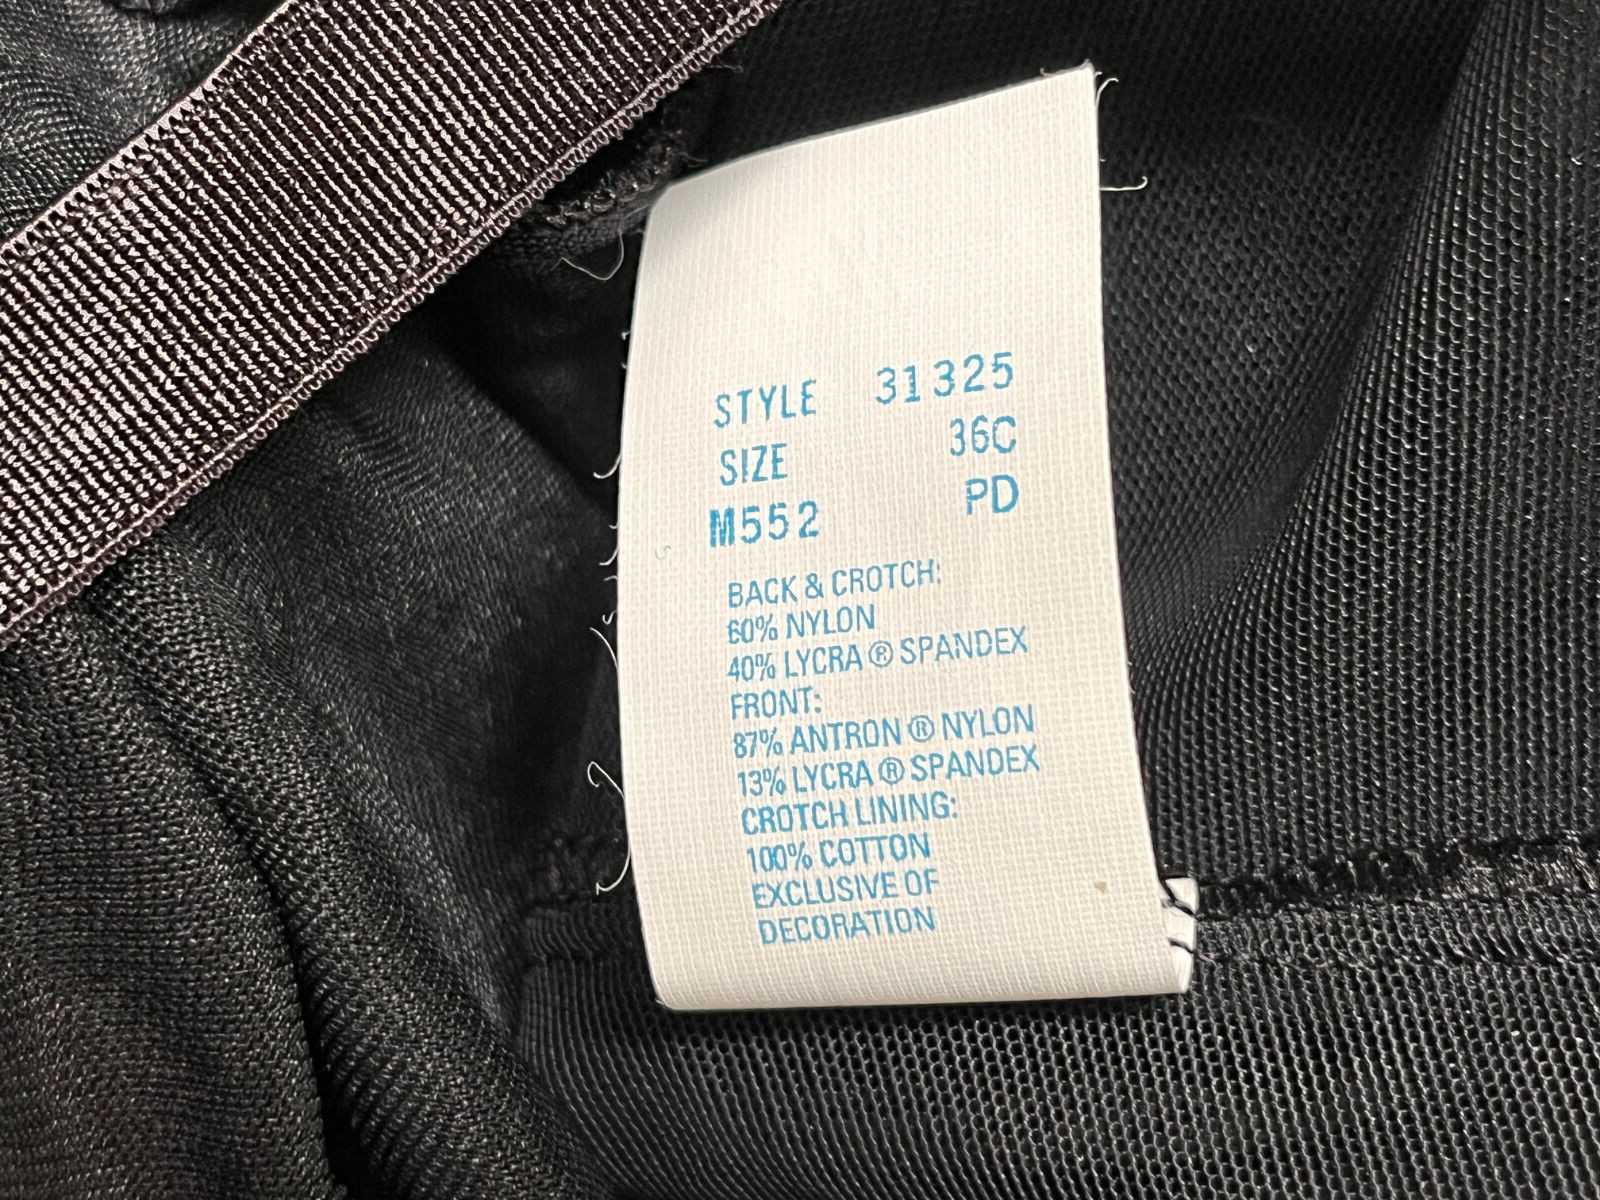 STYLE 31325
SIZE 36C
M552 PD
BACK & CROTCH:
60% NYLON
40% LYCRA ® SPANDEX
FRONT:
87% ANTRON ® NYLON
13% LYCRA ® SPANDEX
CROTCH LINING:
100% COTTON
EXCLUSIVE OF
DECORATION